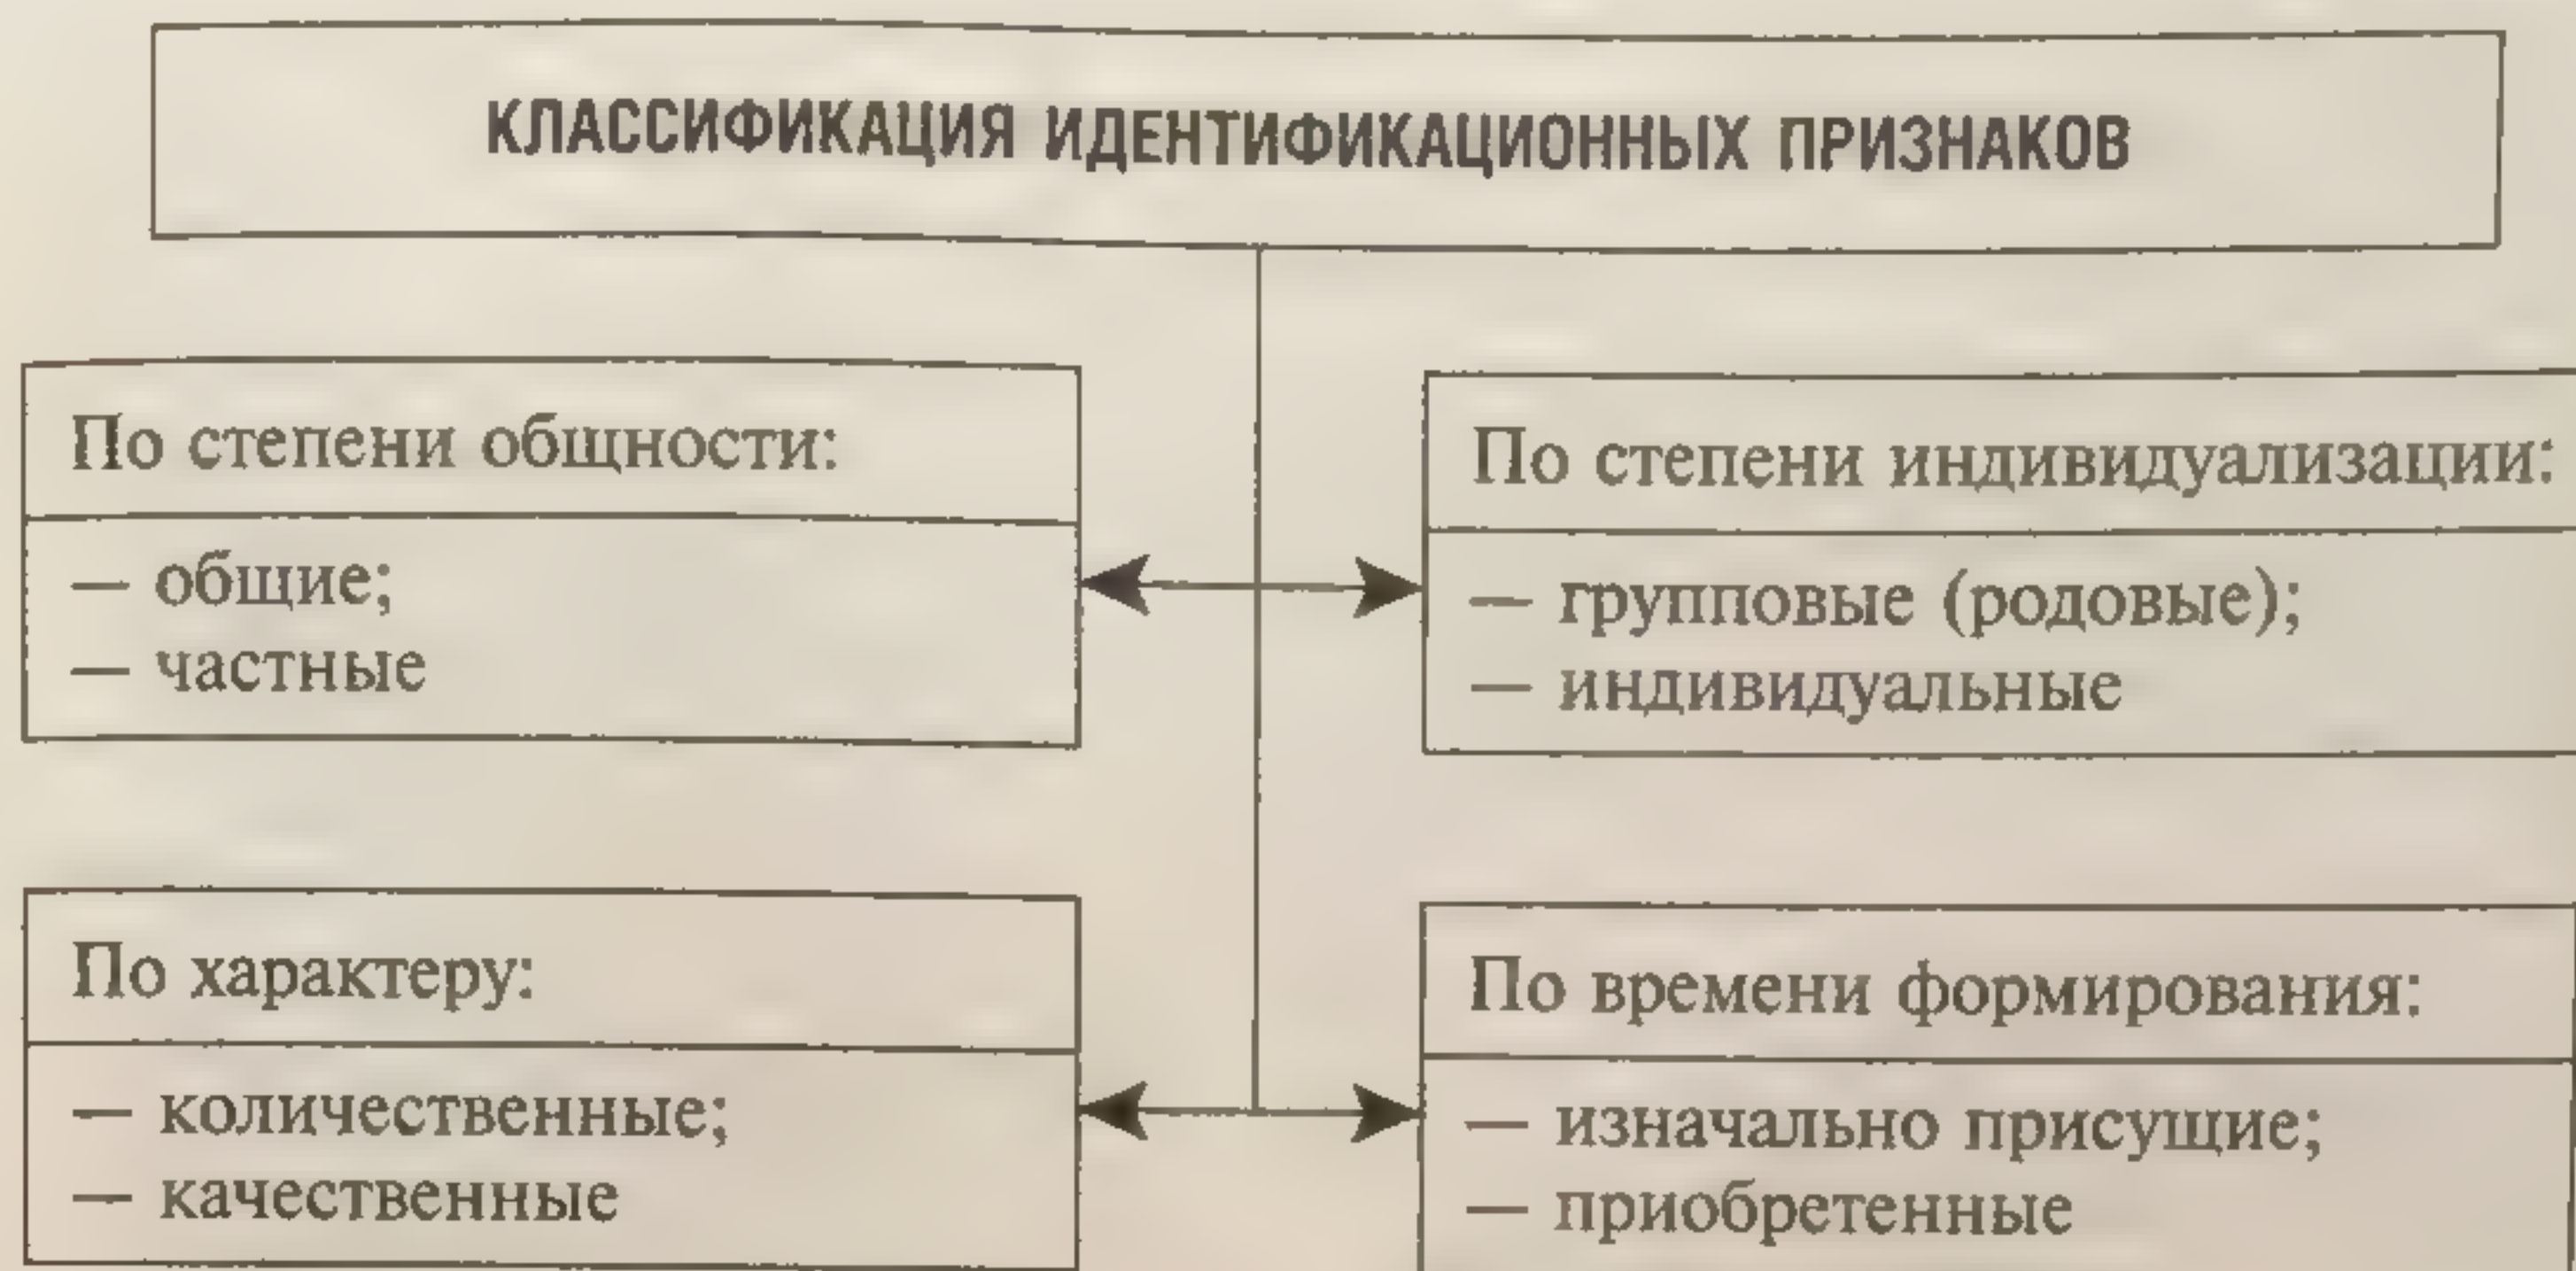 КЛАССИФИКАЦИЯ ИДЕНТИФИКАЦИОННЫХ ПРИЗНАКОВ
По степени общности:
— общие;
— частные
По степени индивидуализации:
— групповые (родовые);
— индивидуальные
По характеру:
— количественные;
— качественные
По времени формирования:
— изначально присущие;
— приобретенные